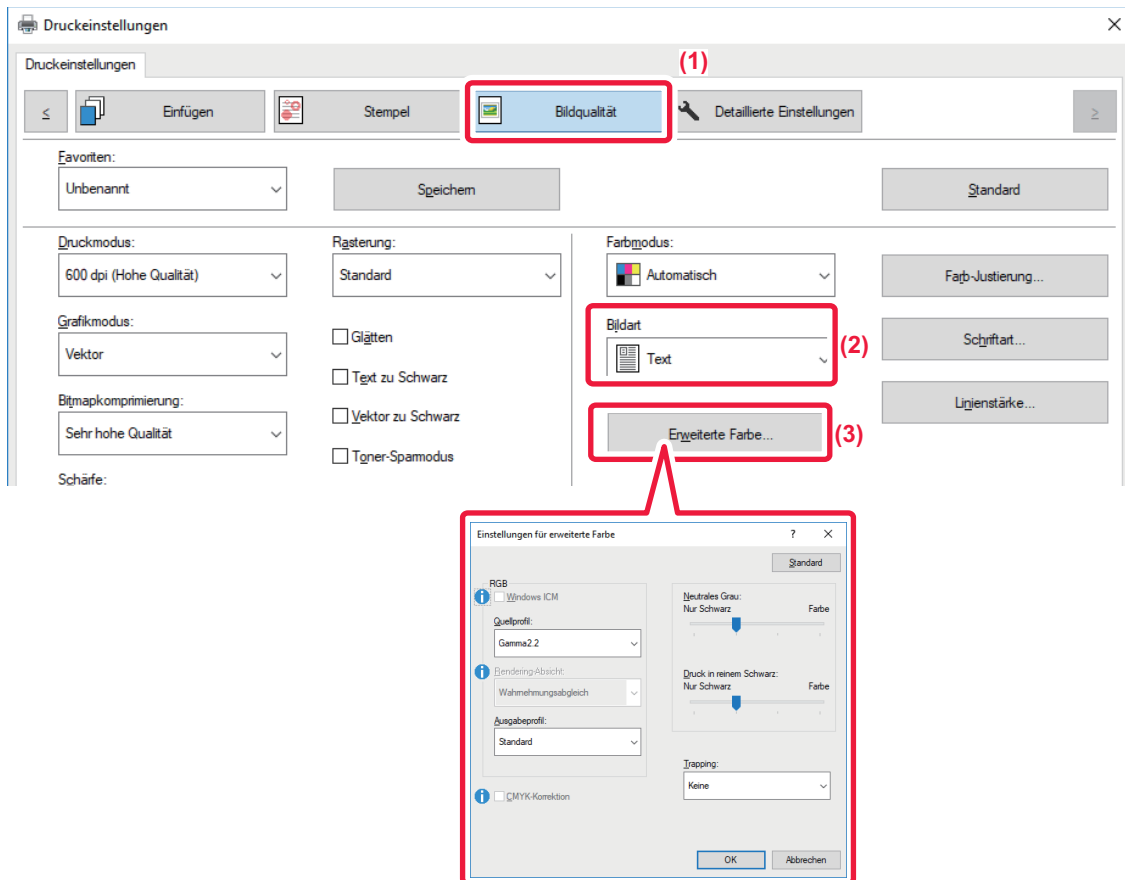 Druckeinstellungen
Druckeinstellungen
(1)
< Einfügen Stempel Bildqualität Detaillierte Einstellungen >
Favoriten:
Unbenannt Speichern Standard
Druckmodus: Rasterung: Farbmodus:
600 dpi (Hohe Qualität) Standard Automatisch Farb-Justierung...
Grafikmodus: Glätten Bildart Schriftart...
Vektor Text (2)
Text zu Schwarz
Bitmapkomprimierung: Vektor zu Schwarz Linienstärke...
Sehr hohe Qualität Erweiterte Farbe... (3)
Toner-Sparmodus
Schärfe:
Einstellungen für erweiterte Farbe ?
Standard
RGB
Windows ICM
Quellprofil:
Gamma2.2
Rendering-Absicht:
Wahrnehmungsabgleich
Ausgabeprofil:
Standard
CMYK-Korrektion
Neutrales Grau:
Nur Schwarz Farbe
Druck in reinem Schwarz:
Nur Schwarz Farbe
Trapping:
Keine
OK Abbrechen